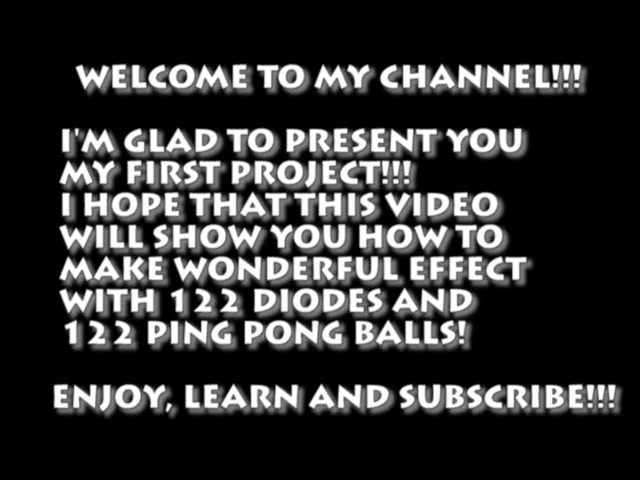 WELCOME TO MY CHANNEL!!!
I'M GLAD TO PRESENT YOU
MY FIRST PROJECT!!!
I HOPE THAT THIS VIDEO
WILL SHOW YOU HOW TO
MAKE WONDERFUL EFFECT
WITH 122 DIODES AND
122 PING PONG BALLS!
ENJOY, LEARN AND SUBSCRIBE!!!